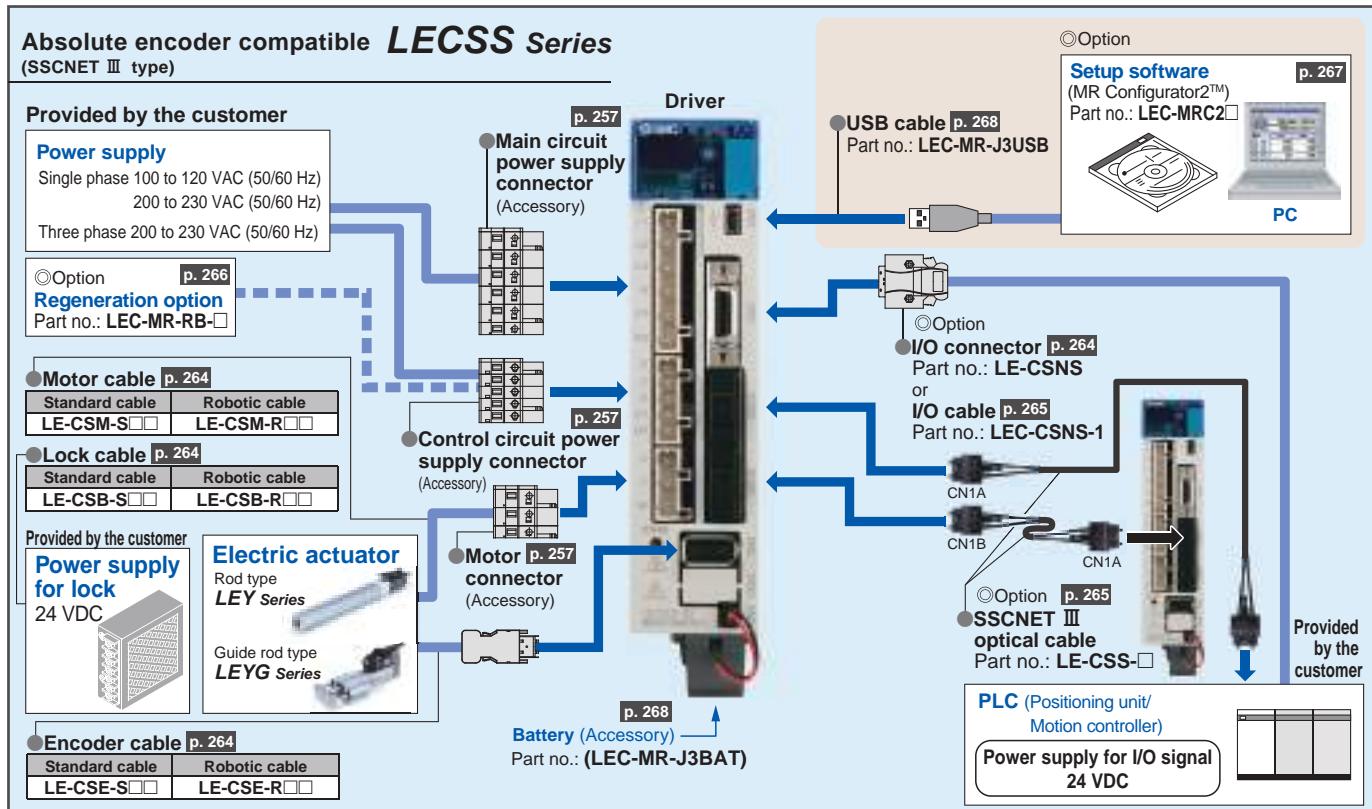 Absolute encoder compatible LECSS Series
(SSCNET Ⅲ type)
Provided by the customer
Power supply
Single phase 100 to 120 VAC (50/60 Hz)
200 to 230 VAC (50/60 Hz)
Three phase 200 to 230 VAC (50/60 Hz)
◎Option p. 266
Regeneration option
Part no.: LEC-MR-RB-□
●Motor cable p. 264
Standard cable Robotic cable
LE-CSM-S□□ LE-CSM-R□□
●Lock cable p. 264
Standard cable Robotic cable
LE-CSB-S□□ LE-CSB-R□□
Provided by the customer
Power supply
for lock
24 VDC
Electric actuator
Rod type
LEY Series
Guide rod type
LEYG Series
●Encoder cable p. 264
Standard cable Robotic cable
LE-CSE-S□□ LE-CSE-R□□
p. 257
●Main circuit
power supply
connector
(Accessory)
p. 257
●Control circuit power
supply connector
(Accessory)
●Motor p. 257
connector
(Accessory)
Driver
p. 268
Battery (Accessory)
Part no.: (LEC-MR-J3BAT)
●USB cable p. 268
Part no.: LEC-MR-J3USB
◎Option
Setup software p. 267
(MR Configurator2™)
Part no.: LEC-MRC2□
PC
◎Option
●I/O connector p. 264
Part no.: LE-CSNS
or
I/O cable p. 265
Part no.: LEC-CSNS-1
CN1A
CN1B
CN1A
◎Option p. 265
●SSCNET Ⅲ
optical cable
Part no.: LE-CSS-□
Provided
by the
customer
PLC (Positioning unit/
Motion controller)
Power supply for I/O signal
24 VDC